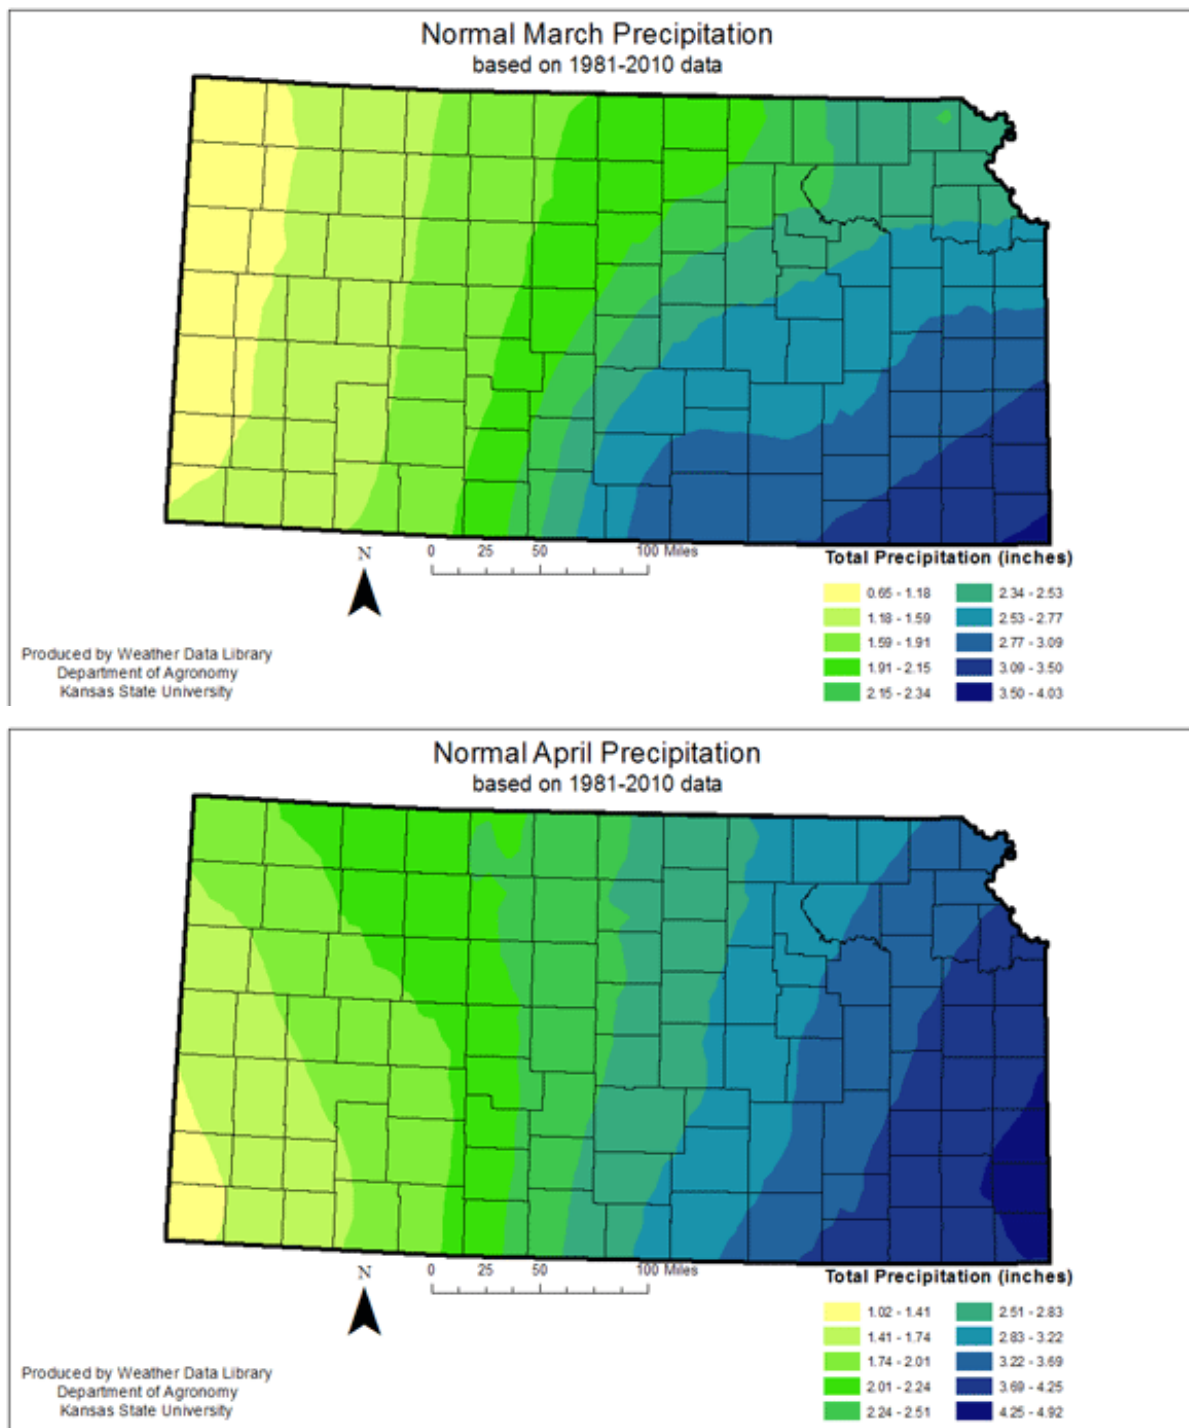 Normal March Precipitation
based on 1981-2010 data
N
0 25 50 100 Miles
Total Precipitation (inches)
0.65 - 1.18
1.18 - 1.59
1.59 - 1.91
1.91 - 2.15
2.15 - 2.34
2.34 - 2.53
2.53 - 2.77
2.77 - 3.09
3.09 - 3.50
3.50 - 4.03
Produced by Weather Data Library
Department of Agronomy
Kansas State University
Normal April Precipitation
based on 1981-2010 data
N
0 25 50 100 Miles
Total Precipitation (inches)
1.02 - 1.41
1.41 - 1.74
1.74 - 2.01
2.01 - 2.24
2.24 - 2.51
2.51 - 2.83
2.83 - 3.22
3.22 - 3.69
3.69 - 4.25
4.25 - 4.92
Produced by Weather Data Library
Department of Agronomy
Kansas State University